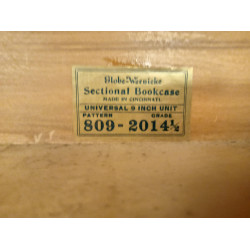 Globe-Wernicke
Sectional Bookcase
MADE IN CINCINNATI
UNIVERSAL 9 INCH UNIT
PATTERN GRADE
809-2014½